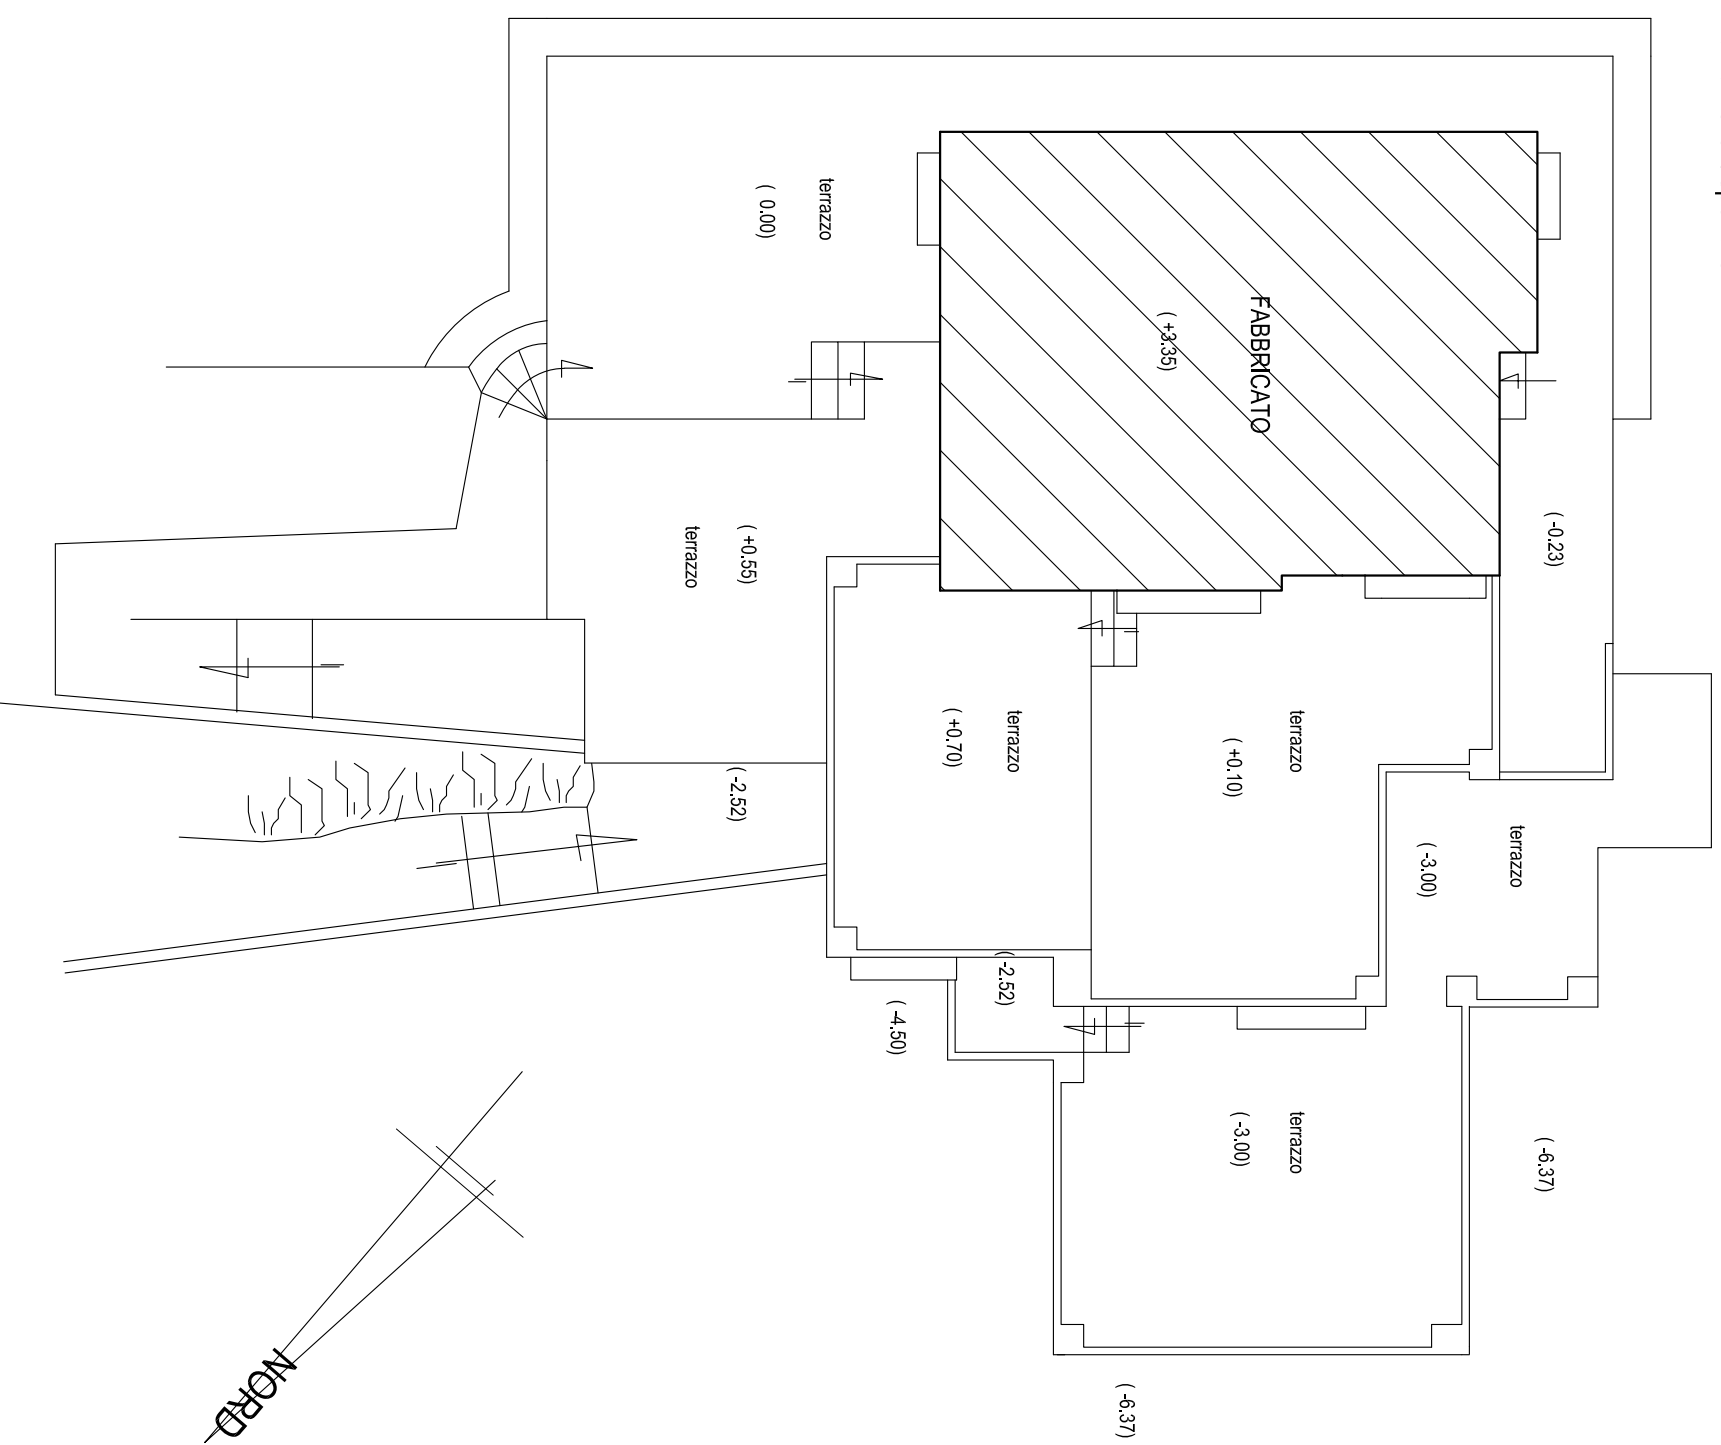 terrazzo
( 0.00)
FABBRICATO
( +3.35)
( -0.23)
( +0.55)
terrazzo
terrazzo
( +0.70)
terrazzo
( +0.10)
( -2.52)
terrazzo
( -3.00)
( -2.52)
( -4.50)
terrazzo
( -3.00)
( -6.37)
( -6.37)
NORD